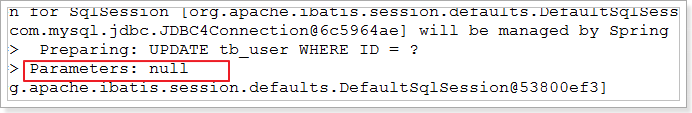 n for SqlSession [org.apache.ibatis.session.defaults.DefaultSqlSess
com.mysql.jdbc.JDBC4Connection@6c5964ae] will be managed by Spring
>  Preparing: UPDATE tb_user WHERE ID = ?
> Parameters: null
g.apache.ibatis.session.defaults.DefaultSqlSession@53800ef3]